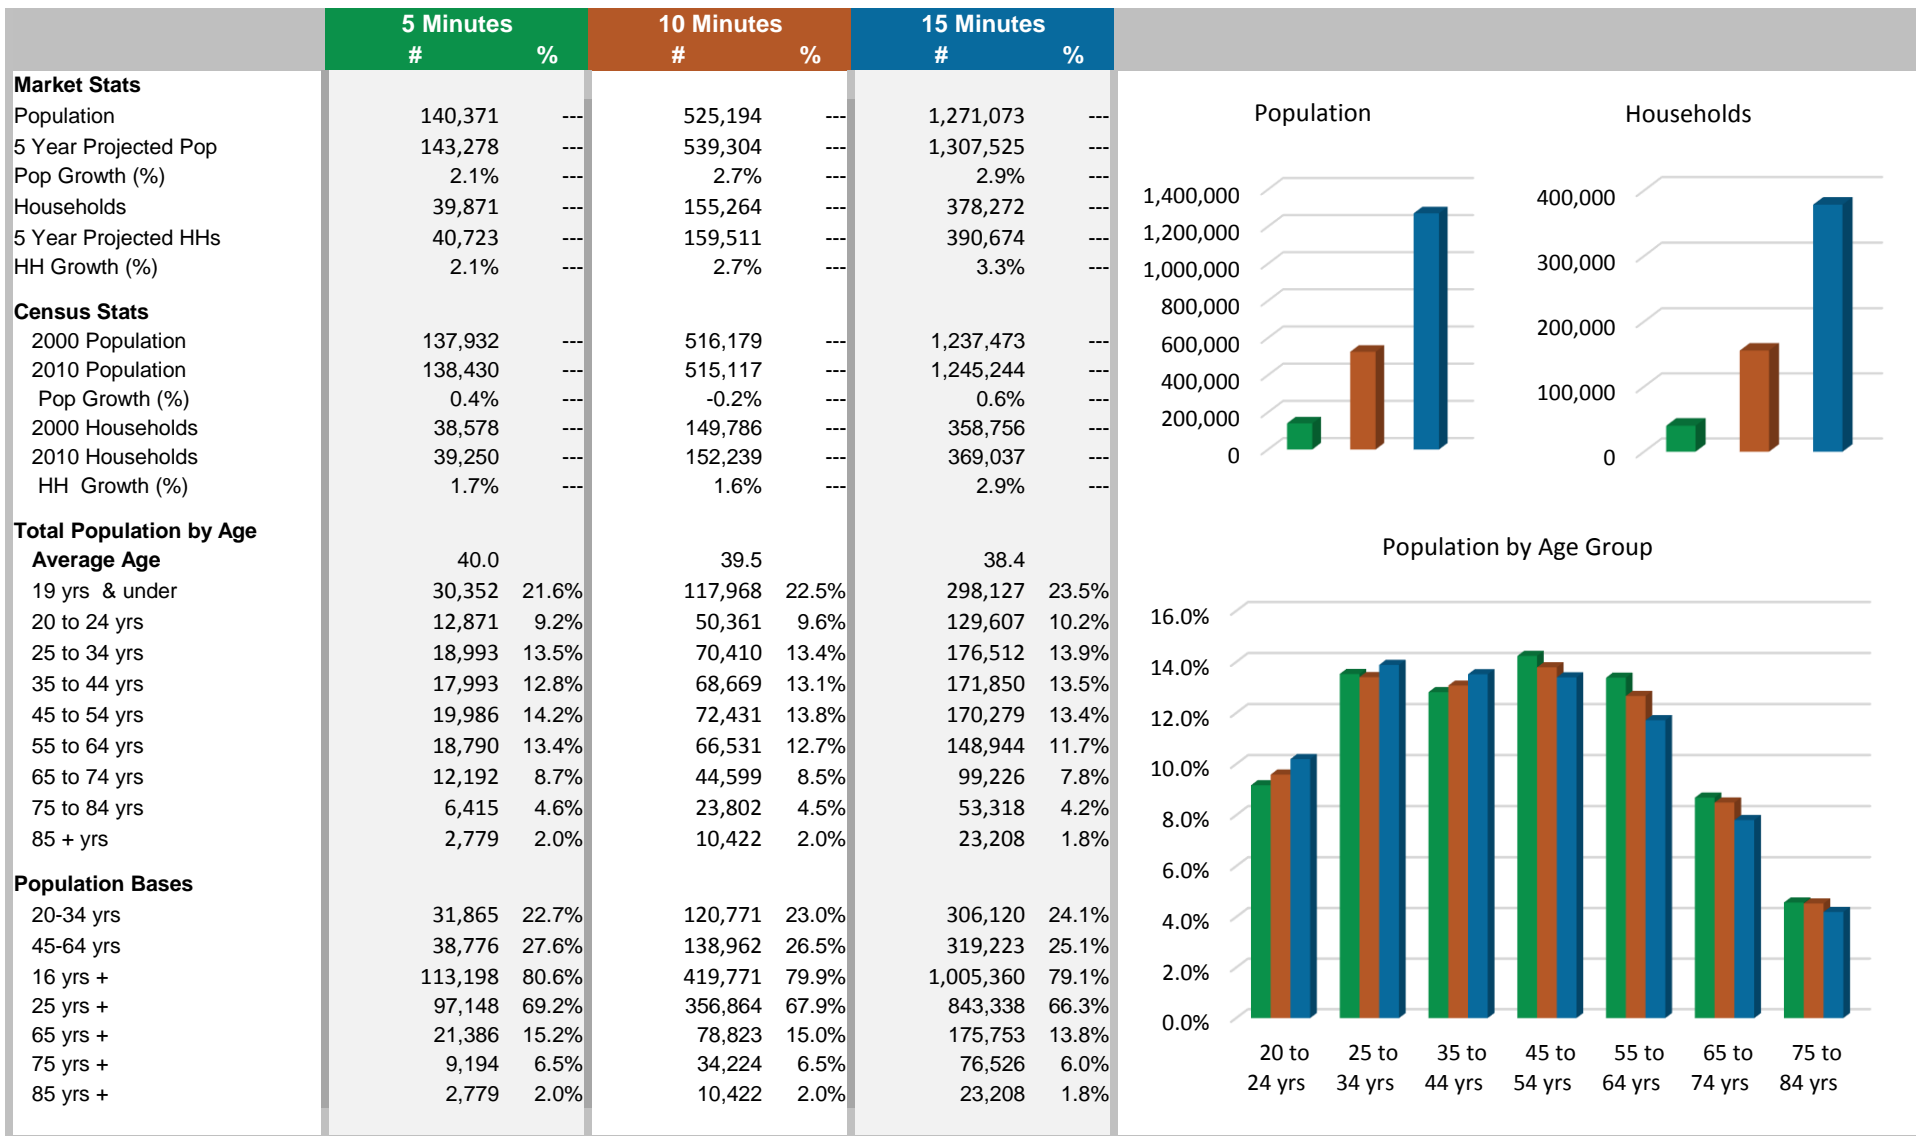 5 Minutes 10 Minutes 15 Minutes
# % # % # %
Market Stats
Population 140,371 --- 525,194 --- 1,271,073 ---
5 Year Projected Pop 143,278 --- 539,304 --- 1,307,525 ---
Pop Growth (%) 2.1% --- 2.7% --- 2.9% ---
Households 39,871 --- 155,264 --- 378,272 ---
5 Year Projected HHs 40,723 --- 159,511 --- 390,674 ---
HH Growth (%) 2.1% --- 2.7% --- 3.3% ---
Census Stats
2000 Population 137,932 --- 516,179 --- 1,237,473 ---
2010 Population 138,430 --- 515,117 --- 1,245,244 ---
Pop Growth (%) 0.4% --- -0.2% --- 0.6% ---
2000 Households 38,578 --- 149,786 --- 358,756 ---
2010 Households 39,250 --- 152,239 --- 369,037 ---
HH Growth (%) 1.7% --- 1.6% --- 2.9% ---
Total Population by Age
Average Age 40.0 39.5 38.4
19 yrs & under 30,352 21.6% 117,968 22.5% 298,127 23.5%
20 to 24 yrs 12,871 9.2% 50,361 9.6% 129,607 10.2%
25 to 34 yrs 18,993 13.5% 70,410 13.4% 176,512 13.9%
35 to 44 yrs 17,993 12.8% 68,669 13.1% 171,850 13.5%
45 to 54 yrs 19,986 14.2% 72,431 13.8% 170,279 13.4%
55 to 64 yrs 18,790 13.4% 66,531 12.7% 148,944 11.7%
65 to 74 yrs 12,192 8.7% 44,599 8.5% 99,226 7.8%
75 to 84 yrs 6,415 4.6% 23,802 4.5% 53,318 4.2%
85 + yrs 2,779 2.0% 10,422 2.0% 23,208 1.8%
Population Bases
20-34 yrs 31,865 22.7% 120,771 23.0% 306,120 24.1%
45-64 yrs 38,776 27.6% 138,962 26.5% 319,223 25.1%
16 yrs + 113,198 80.6% 419,771 79.9% 1,005,360 79.1%
25 yrs + 97,148 69.2% 356,864 67.9% 843,338 66.3%
65 yrs + 21,386 15.2% 78,823 15.0% 175,753 13.8%
75 yrs + 9,194 6.5% 34,224 6.5% 76,526 6.0%
85 yrs + 2,779 2.0% 10,422 2.0% 23,208 1.8%
Population
1,400,000
1,200,000
1,000,000
800,000
600,000
400,000
200,000
0
Households
400,000
300,000
200,000
100,000
0
Population by Age Group
16.0%
14.0%
12.0%
10.0%
8.0%
6.0%
4.0%
2.0%
0.0%
20 to 25 to 35 to 45 to 55 to 65 to 75 to
24 yrs 34 yrs 44 yrs 54 yrs 64 yrs 74 yrs 84 yrs